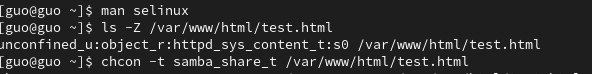 [guo@guo ~]$ man selinux
[guo@guo ~]$ ls -Z /var/www/html/test.html
unconfined_u:object_r:httpd_sys_content_t:s0 /var/www/html/test.html
[guo@guo ~]$ chcon -t samba_share_t /var/www/html/test.html